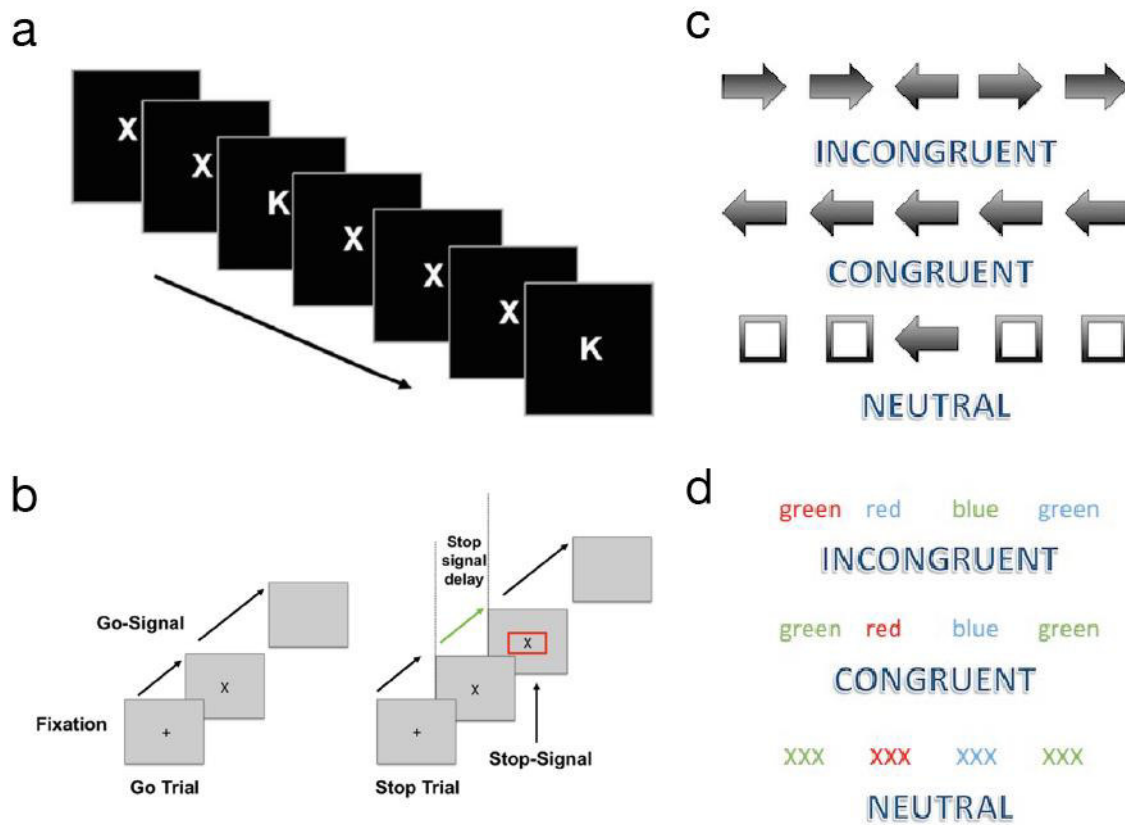 a
X
X
K
X
X
X
K
b
Stop
signal
delay
Go-Signal
X
X
X
Fixation
+
+
Stop-Signal
Go Trial
Stop Trial
c
INCONGRUENT
CONGRUENT
NEUTRAL
d
green red blue green
INCONGRUENT
green red blue green
CONGRUENT
XXX XXX XXX XXX
NEUTRAL